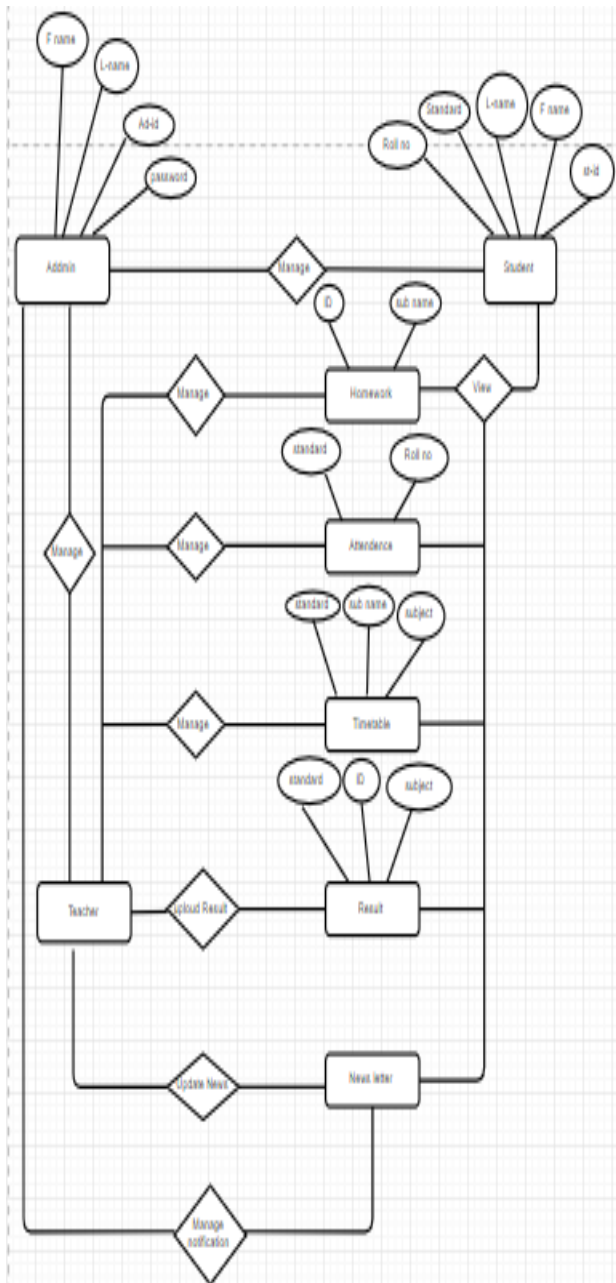 F name
L-name
Ad-id
password
Roll no
Standard
L-name
F name
st-id
Addmin
Manage
Student
ID
sub name
Manage
Homework
View
standard
Roll no
Manage
Manage
Attendence
standard
sub name
subject
Manage
Timetable
standard
ID
subject
Teacher
upload Result
Result
Update News
News letter
Manage
notification